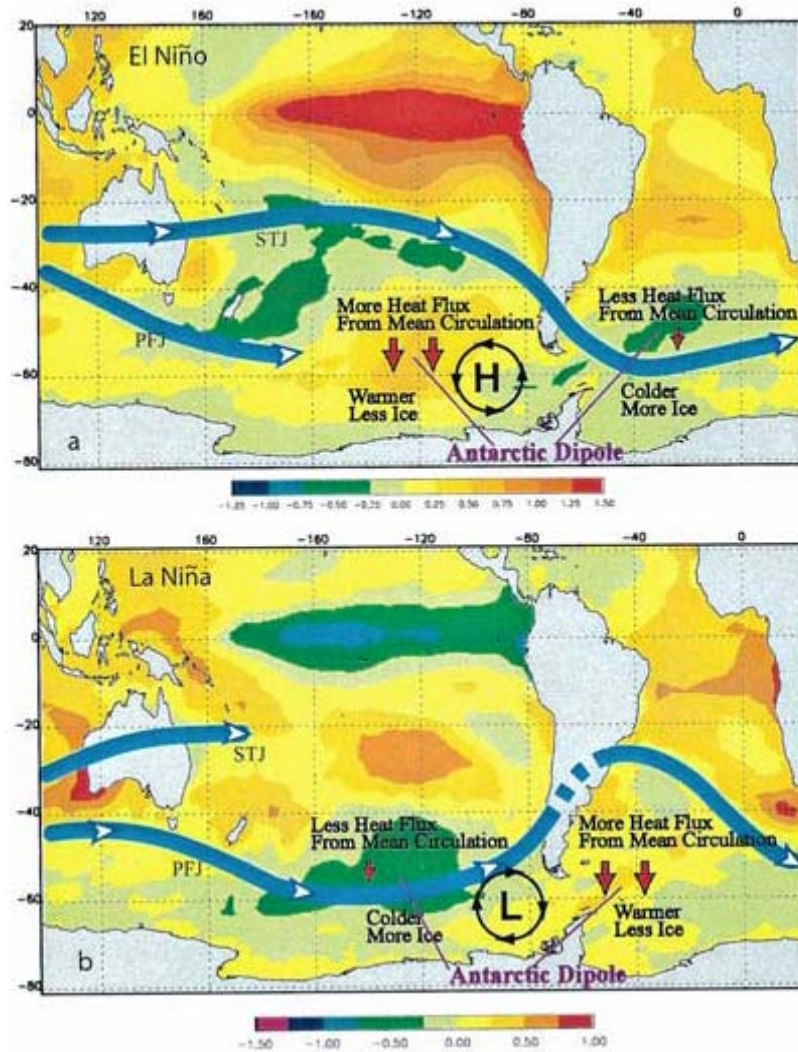 20
0
-20
-40
-60
-80
El Niño
STJ
PFJ
More Heat Flux
From Mean Circulation
Warmer
Less Ice
H
Less Heat Flux
From Mean Circulation
Colder
More Ice
Antarctic Dipole
a
120
160
-160
-120
-80
-40
0
-1.25 -1.00 -0.75 -0.50 -0.25 0.00 0.25 0.50 0.75 1.00 1.25 1.50
20
0
-20
-40
-60
-80
La Niña
STJ
PFJ
Less Heat Flux
From Mean Circulation
Colder
More Ice
L
More Heat Flux
From Mean Circulation
Warmer
Less Ice
Antarctic Dipole
b
120
160
-160
-120
-80
-40
0
-1.50 -1.00 -0.50 0.00 0.50 1.00